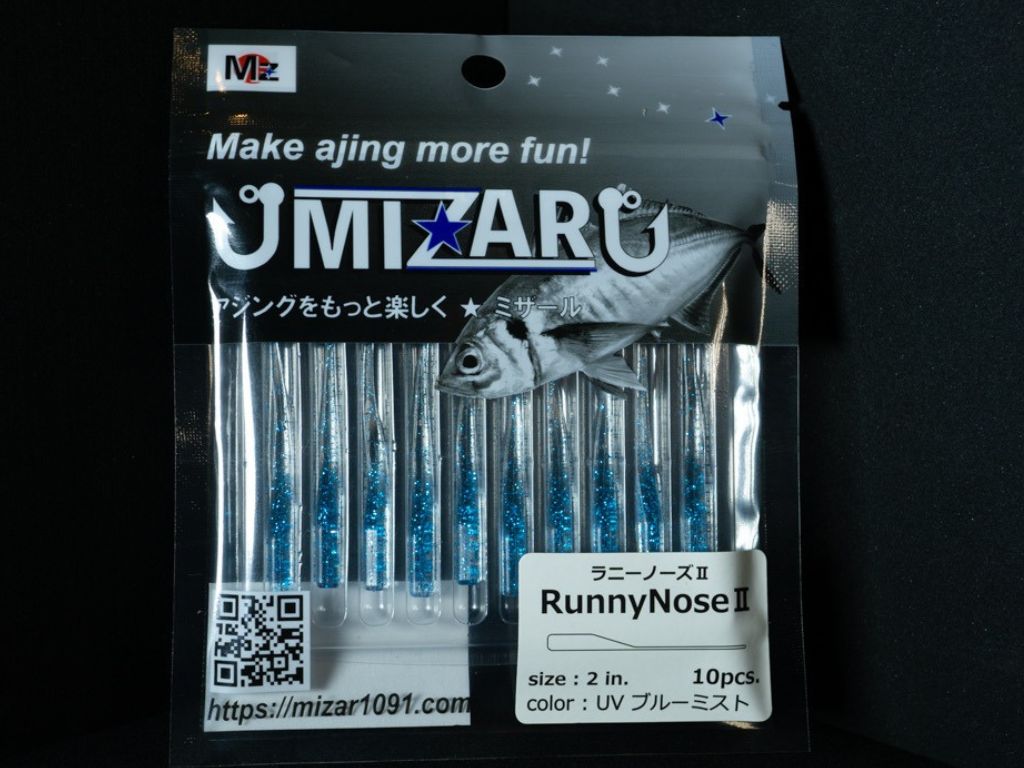 Mz
Make ajing more fun!
MIZAR
アジングをもっと楽しく ★ ミザール
ラニーノーズⅡ
RunnyNoseⅡ
size : 2 in. 10pcs.
color : UV ブルーミスト
https://mizar1091.com